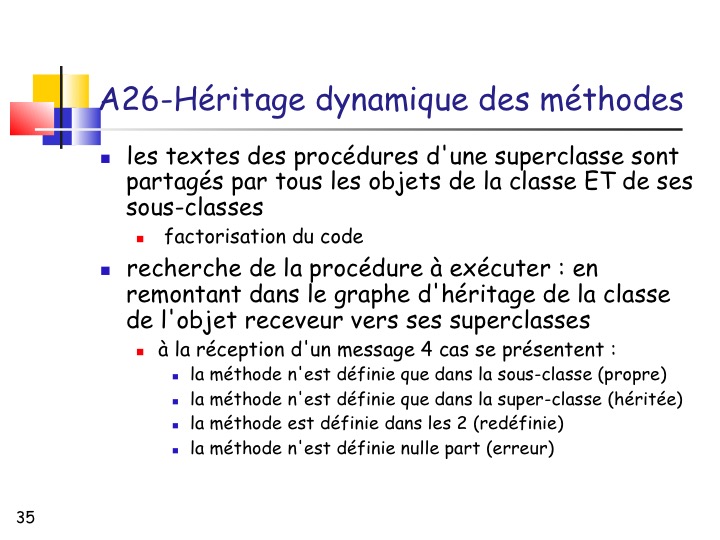 A26-Héritage dynamique des méthodes
les textes des procédures d'une superclasse sont
partagés par tous les objets de la classe ET de ses
sous-classes
factorisation du code
recherche de la procédure à exécuter : en
remontant dans le graphe d'héritage de la classe
de l'objet receveur vers ses superclasses
à la réception d'un message 4 cas se présentent :
la méthode n'est définie que dans la sous-classe (propre)
la méthode n'est définie que dans la super-classe (héritée)
la méthode est définie dans les 2 (redéfinie)
la méthode n'est définie nulle part (erreur)
35